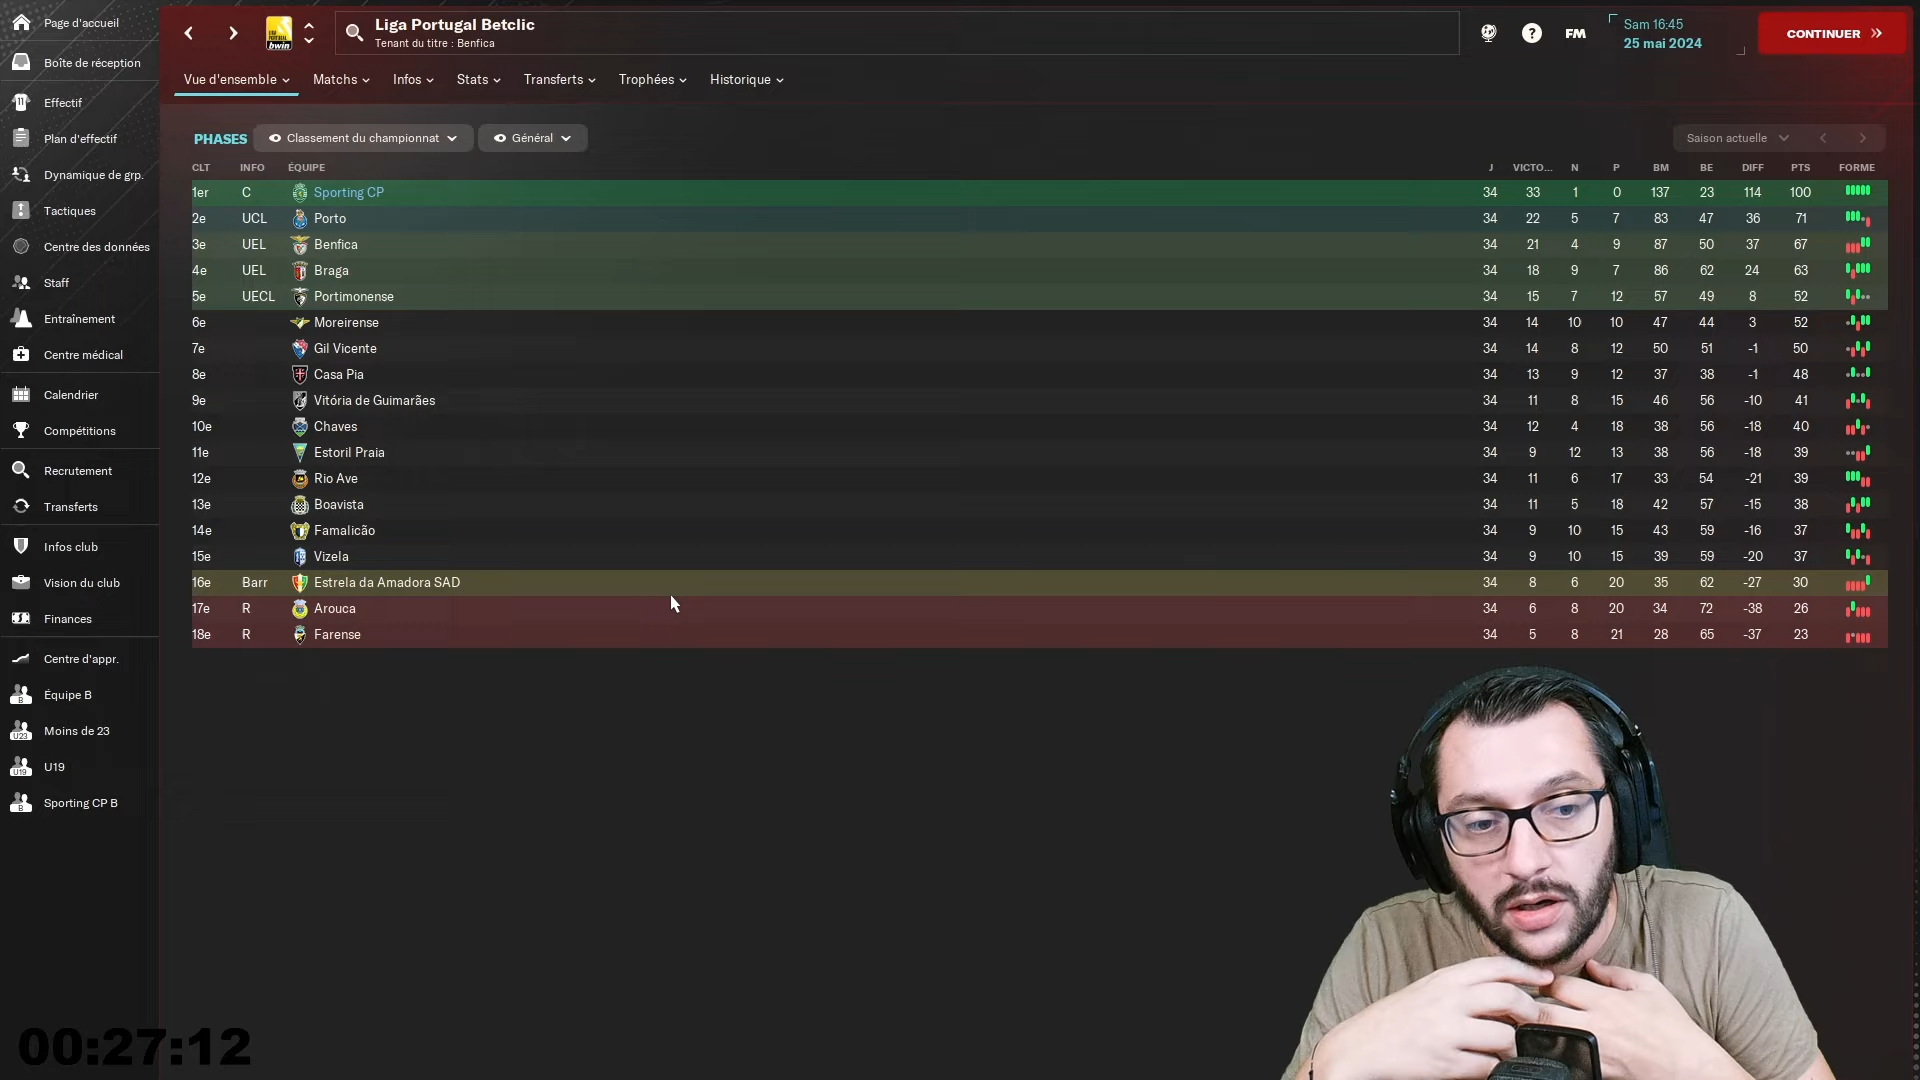 Page d'accueil
Boîte de réception
Effectif
Plan d'effectif
Dynamique de grp.
Tactiques
Centre des données
Staff
Entraînement
Centre médical
Calendrier
Compétitions
Recrutement
Transferts
Infos club
Vision du club
Finances
Centre d'appr.
B Équipe B
U23 Moins de 23
U19 U19
B Sporting CP B
Liga Portugal Betclic
Tenant du titre : Benfica
bwin
FM
Sam 16:45
25 mai 2024
CONTINUER
Vue d'ensemble Matchs Infos Stats Transferts Trophées Historique
PHASES Classement du championnat Général Saison actuelle
CLT INFO ÉQUIPE J VICTO... N P BM BE DIFF PTS FORME
1er C Sporting CP 34 33 1 0 137 23 114 100
2e UCL Porto 34 22 5 7 83 47 36 71
3e UEL Benfica 34 21 4 9 87 50 37 67
4e UEL Braga 34 18 9 7 86 62 24 63
5e UECL Portimonense 34 15 7 12 57 49 8 52
6e Moreirense 34 14 10 10 47 44 3 52
7e Gil Vicente 34 14 8 12 50 51 -1 50
8e Casa Pia 34 13 9 12 37 38 -1 48
9e Vitória de Guimarães 34 11 8 15 46 56 -10 41
10e Chaves 34 12 4 18 38 56 -18 40
11e Estoril Praia 34 9 12 13 38 56 -18 39
12e Rio Ave 34 11 6 17 33 54 -21 39
13e Boavista 34 11 5 18 42 57 -15 38
14e Famalicão 34 9 10 15 43 59 -16 37
15e Vizela 34 9 10 15 39 59 -20 37
16e Barr Estrela da Amadora SAD 34 8 6 20 35 62 -27 30
17e R Arouca 34 6 8 20 34 72 -38 26
18e R Farense 34 5 8 21 28 65 -37 23
00:27:12